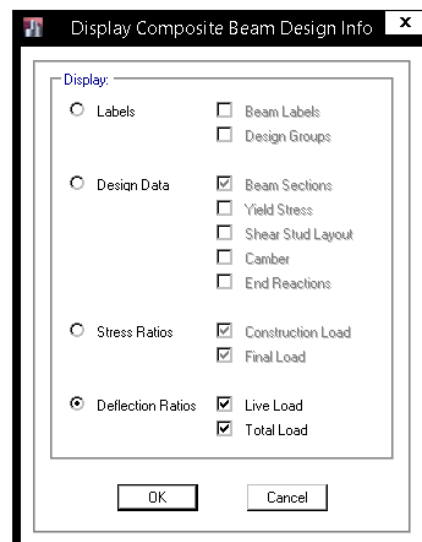 Display Composite Beam Design Info x
Display:
Labels Beam Labels
Design Groups
Design Data Beam Sections
Yield Stress
Shear Stud Layout
Camber
End Reactions
Stress Ratios Construction Load
Final Load
Deflection Ratios Live Load
Total Load
OK Cancel